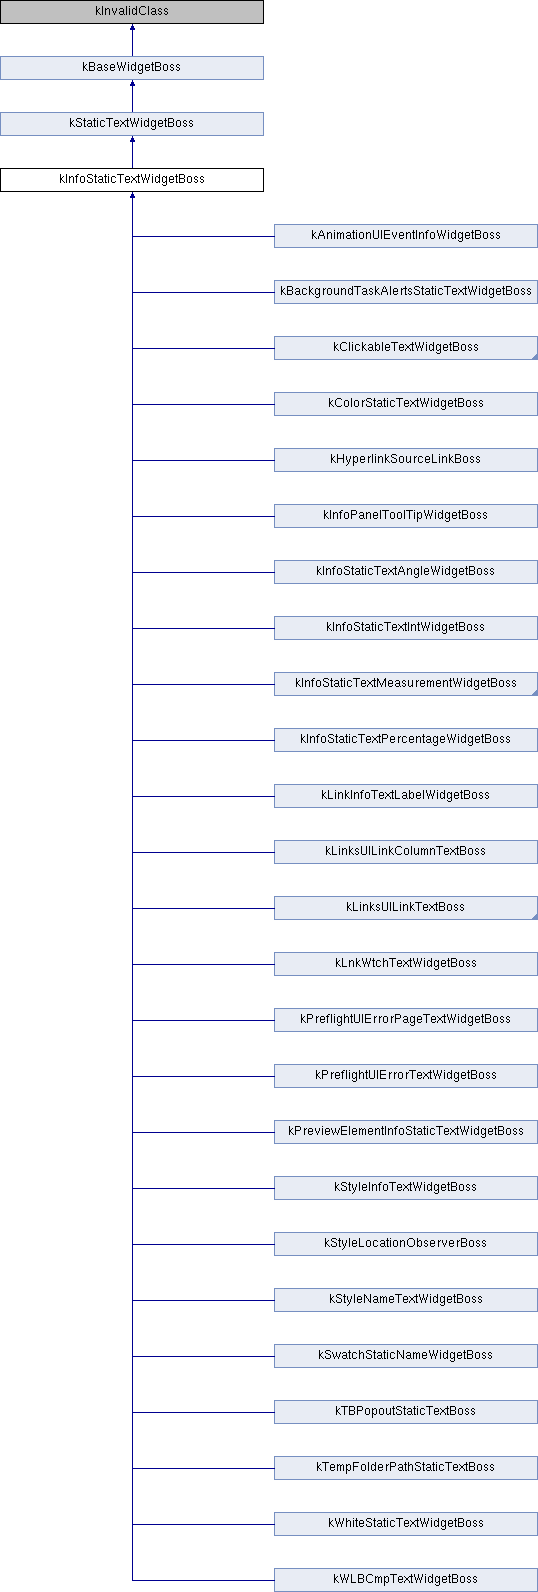 kInvalidClass
kBaseWidgetBoss
kStaticTextWidgetBoss
kInfoStaticTextWidgetBoss
kAnimationUIEventInfoWidgetBoss
kBackgroundTaskAlertsStaticTextWidgetBoss
kClickableTextWidgetBoss
kColorStaticTextWidgetBoss
kHyperlinkSourceLinkBoss
kInfoPanelToolTipWidgetBoss
kInfoStaticTextAngleWidgetBoss
kInfoStaticTextIntWidgetBoss
kInfoStaticTextMeasurementWidgetBoss
kInfoStaticTextPercentageWidgetBoss
kLinkInfoTextLabelWidgetBoss
kLinksUILinkColumnTextBoss
kLinksUILinkTextBoss
kLnkWtchTextWidgetBoss
kPreflightUIErrorPageTextWidgetBoss
kPreflightUIErrorTextWidgetBoss
kPreviewElementInfoStaticTextWidgetBoss
kStyleInfoTextWidgetBoss
kStyleLocationObserverBoss
kStyleNameTextWidgetBoss
kSwatchStaticNameWidgetBoss
kTBPopoutStaticTextBoss
kTempFolderPathStaticTextBoss
kWhiteStaticTextWidgetBoss
kWLBCmpTextWidgetBoss